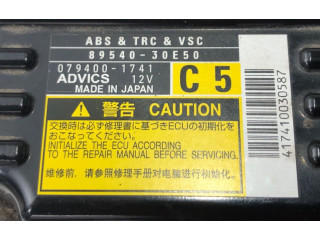 ABS & TRC & VSC
89540-30E50
079400-1741
ADVICS 12V
MADE IN JAPAN
C 5
警告 CAUTION
交換時は必ず修理書に基づきECUの初期化を
おこなってください。
INITIALIZE THE ECU ACCORDING
TO THE REPAIR MANUAL BEFORE SERVICING.
维修前，请参照修理手册对电脑进行初始化。
417410030587